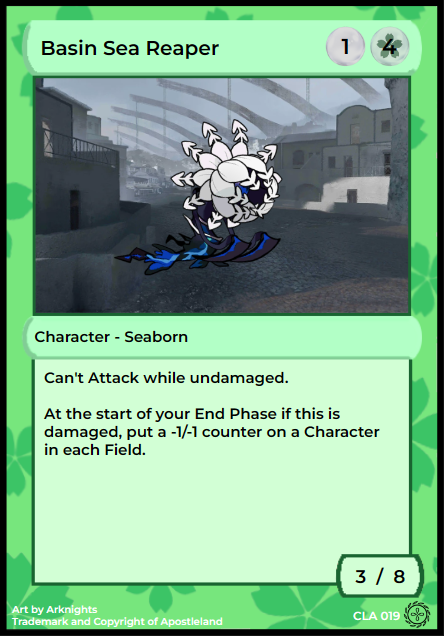 Basin Sea Reaper
1 4
Character - Seaborn
Can't Attack while undamaged.
At the start of your End Phase if this is
damaged, put a -1/-1 counter on a Character
in each Field.
3 / 8
Art by Arknights
Trademark and Copyright of Apostleland
CLA 019